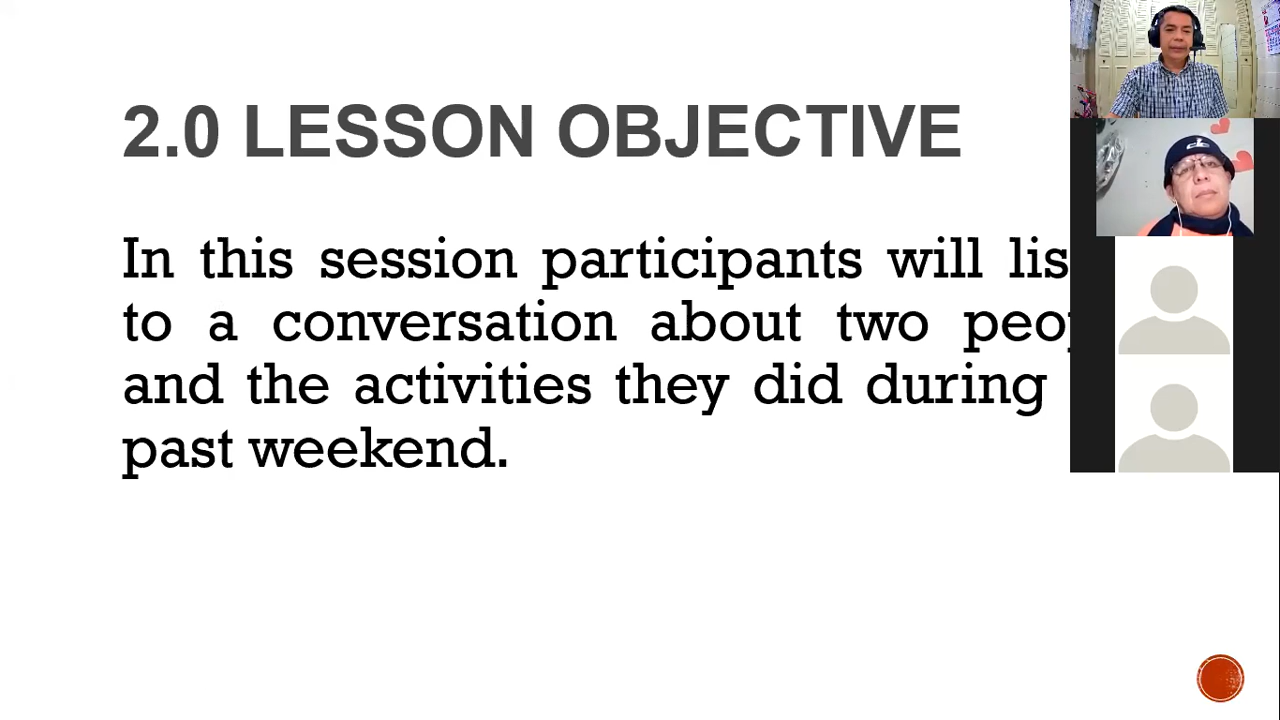 2.0 LESSON OBJECTIVE
In this session participants will lis
to a conversation about two peop
and the activities they did during
past weekend.